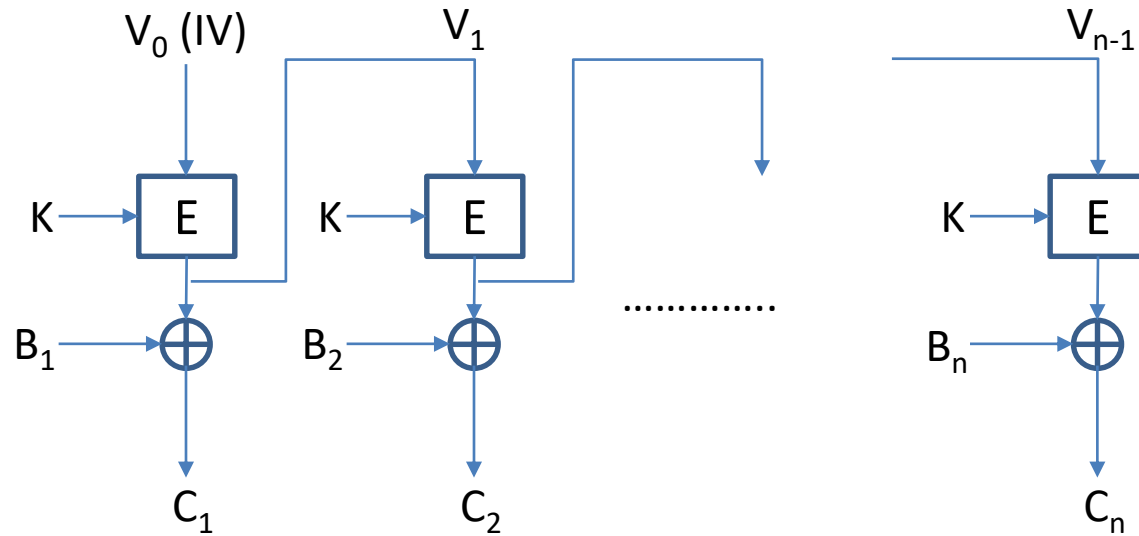 V₀ (IV) V₁ Vₙ₋₁
K E K E K E
..............
B₁ B₂ Bₙ
C₁ C₂ Cₙ